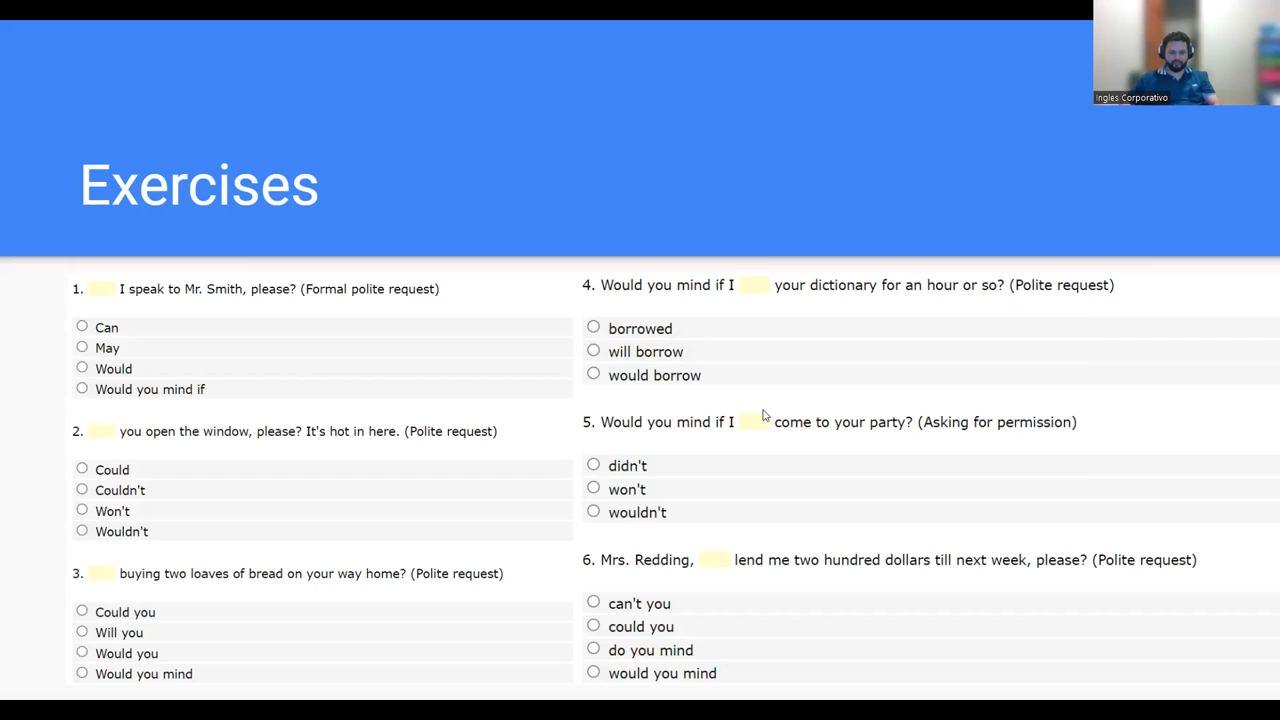 Ingles Corporativo
Exercises
1. I speak to Mr. Smith, please? (Formal polite request)
Can
May
Would
Would you mind if
2. you open the window, please? It's hot in here. (Polite request)
Could
Couldn't
Won't
Wouldn't
3. buying two loaves of bread on your way home? (Polite request)
Could you
Will you
Would you
Would you mind
4. Would you mind if I your dictionary for an hour or so? (Polite request)
borrowed
will borrow
would borrow
5. Would you mind if I come to your party? (Asking for permission)
didn't
won't
wouldn't
6. Mrs. Redding, lend me two hundred dollars till next week, please? (Polite request)
can't you
could you
do you mind
would you mind